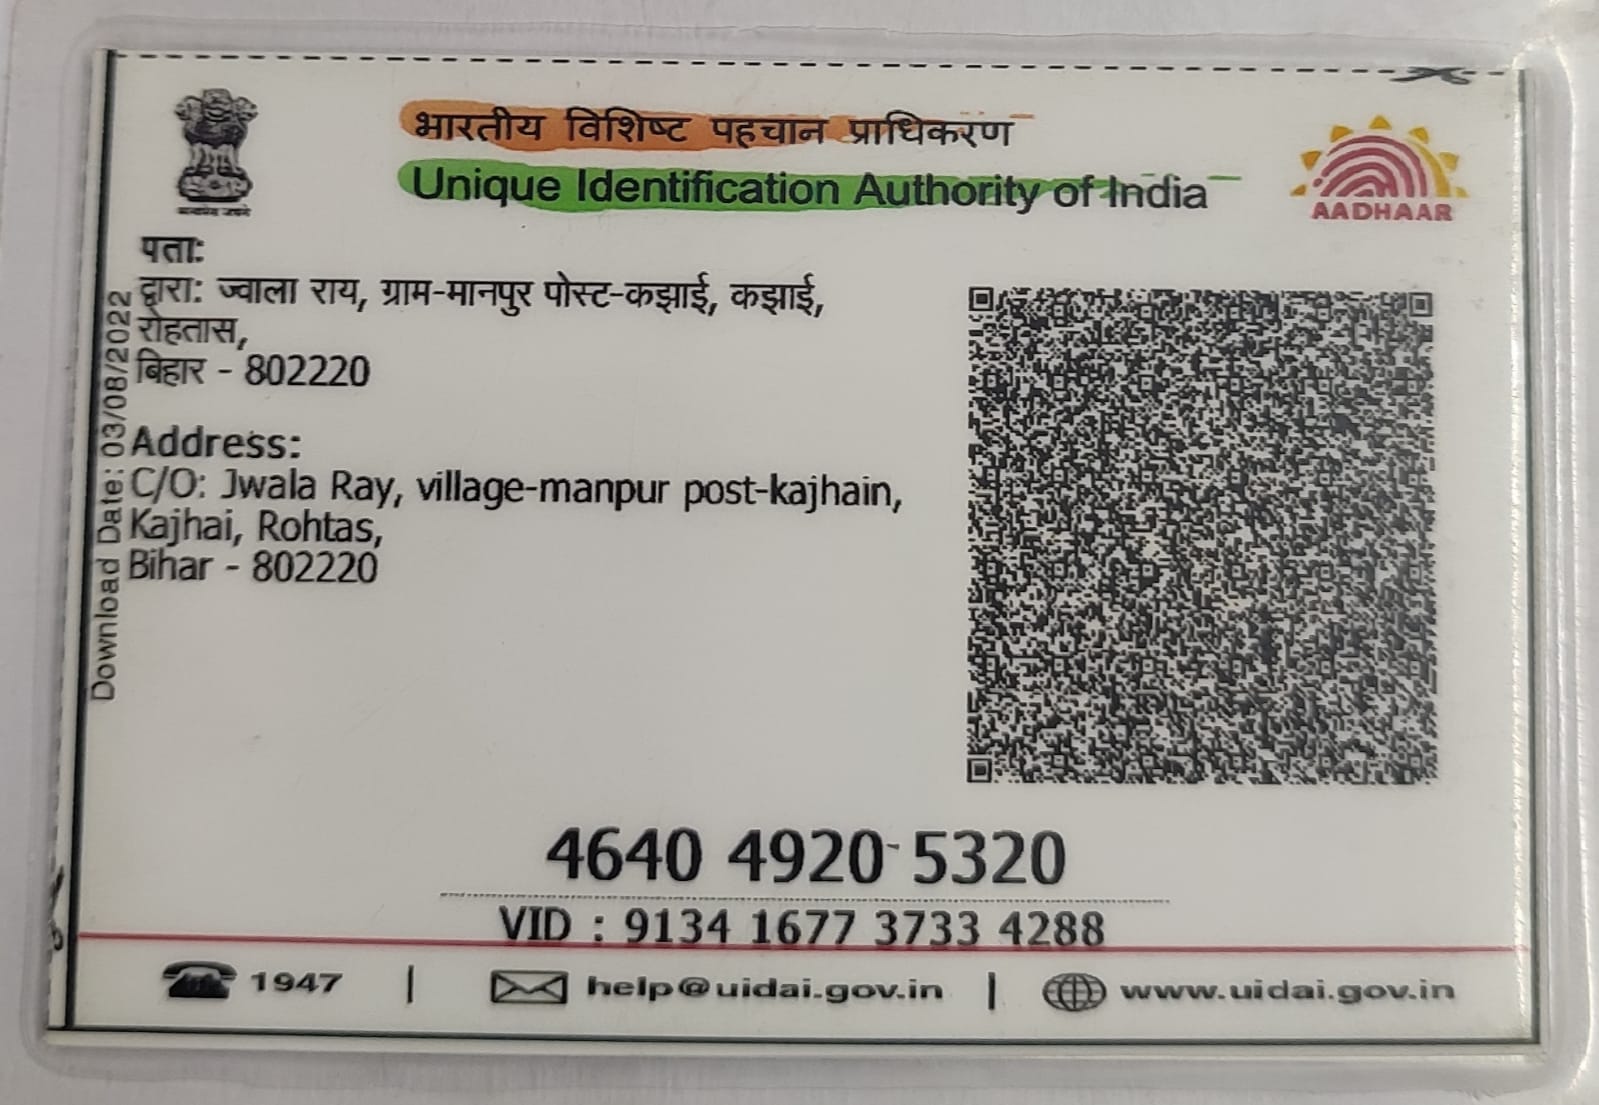 भारतीय विशिष्ट पहचान प्राधिकरण
Unique Identification Authority of India
AADHAAR
सत्यमेव जयते
पता:
द्वारा: ज्वाला राय, ग्राम-मानपुर पोस्ट-कझाई, कझाई,
रोहतास,
बिहार - 802220
Address:
C/O: Jwala Ray, village-manpur post-kajhain,
Kajhai, Rohtas,
Bihar - 802220
Download Date: 03/08/2022
4640 4920 5320
VID : 9134 1677 3733 4288
1947 | help@uidai.gov.in | www.uidai.gov.in